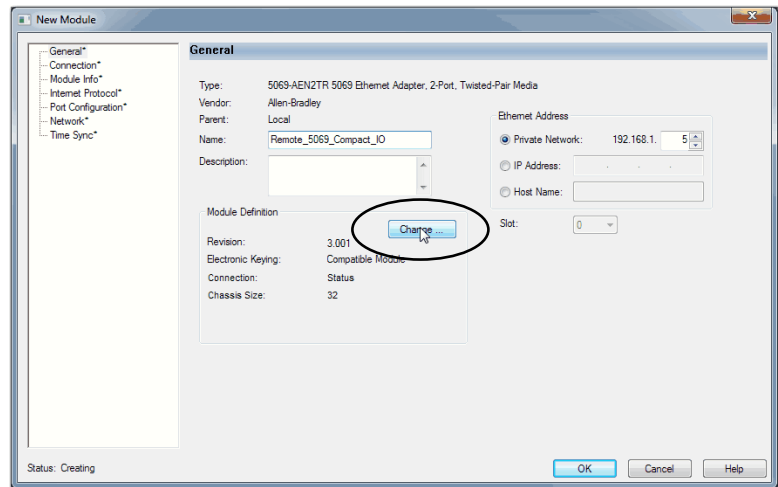 New Module
General*
Connection*
Module Info*
Internet Protocol*
Port Configuration*
Network*
Time Sync*
General
Type: 5069-AEN2TR 5069 Ethernet Adapter, 2-Port, Twisted-Pair Media
Vendor: Allen-Bradley
Parent: Local
Name: Remote_5069_Compact_IO
Description:
Ethernet Address
Private Network: 192.168.1. 5
IP Address: . . .
Host Name:
Module Definition
Change ...
Revision: 3.001
Electronic Keying: Compatible Module
Connection: Status
Chassis Size: 32
Slot: 0
Status: Creating
OK Cancel Help